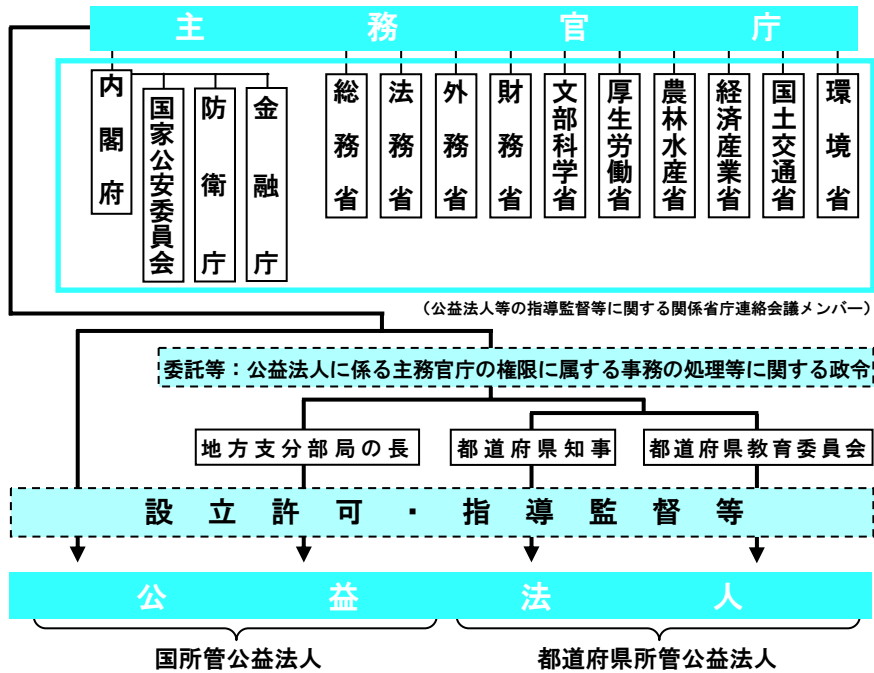 主務官庁
内閣府
国家公安委員会
防衛庁
金融庁
総務省
法務省
外務省
財務省
文部科学省
厚生労働省
農林水産省
経済産業省
国土交通省
環境省
（公益法人等の指導監督等に関する関係省庁連絡会議メンバー）
委託等：公益法人に係る主務官庁の権限に属する事務の処理等に関する政令
地方支分部局の長
都道府県知事
都道府県教育委員会
設立許可・指導監督等
公益法人
国所管公益法人
都道府県所管公益法人